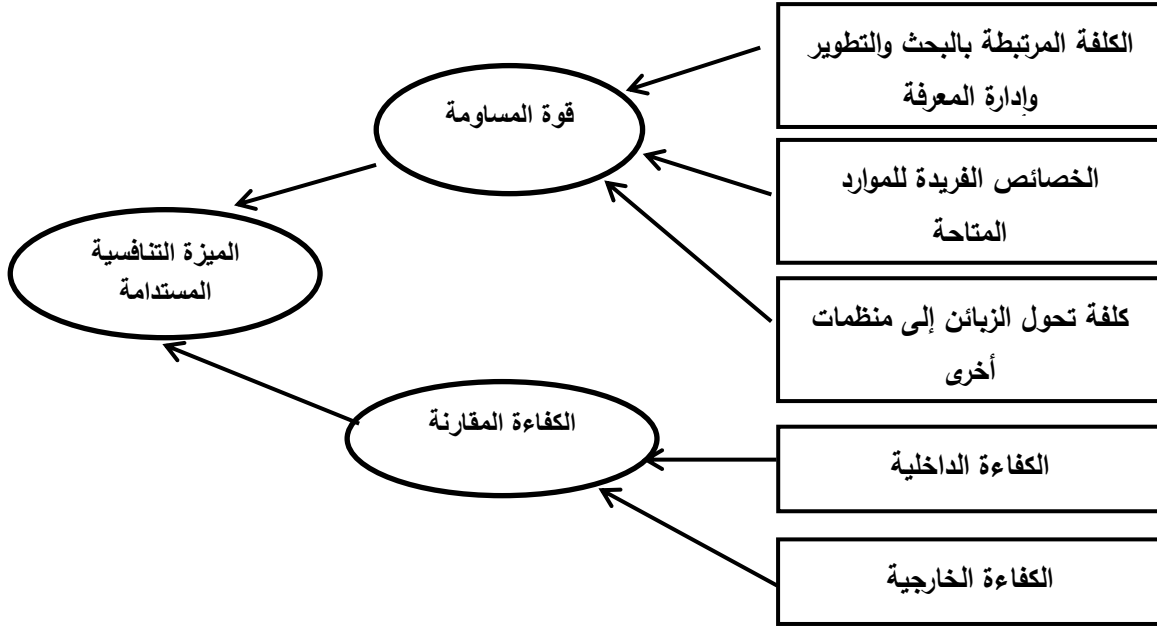 الكلفة المرتبطة بالبحث والتطوير
وإدارة المعرفة
قوة المساومة
الخصائص الفريدة للموارد
المتاحة
الميزة التنافسية
المستدامة
كلفة تحول الزبائن إلى منظمات
أخرى
الكفاءة المقارنة
الكفاءة الداخلية
الكفاءة الخارجية